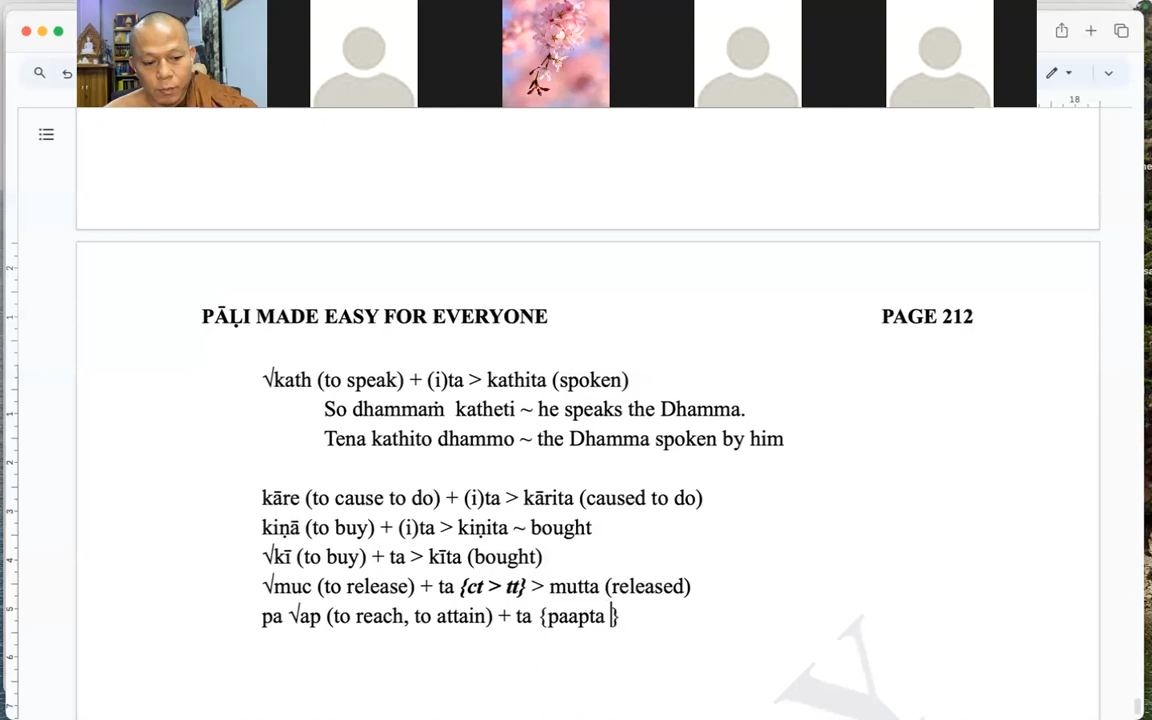 18
PĀḶI MADE EASY FOR EVERYONE PAGE 212
√kath (to speak) + (i)ta > kathita (spoken)
So dhammaṁ katheti ~ he speaks the Dhamma.
Tena kathito dhammo ~ the Dhamma spoken by him
kāre (to cause to do) + (i)ta > kārita (caused to do)
kiṇā (to buy) + (i)ta > kiṇita ~ bought
√kī (to buy) + ta > kīta (bought)
√muc (to release) + ta {ct > tt} > mutta (released)
pa √ap (to reach, to attain) + ta {paapta }